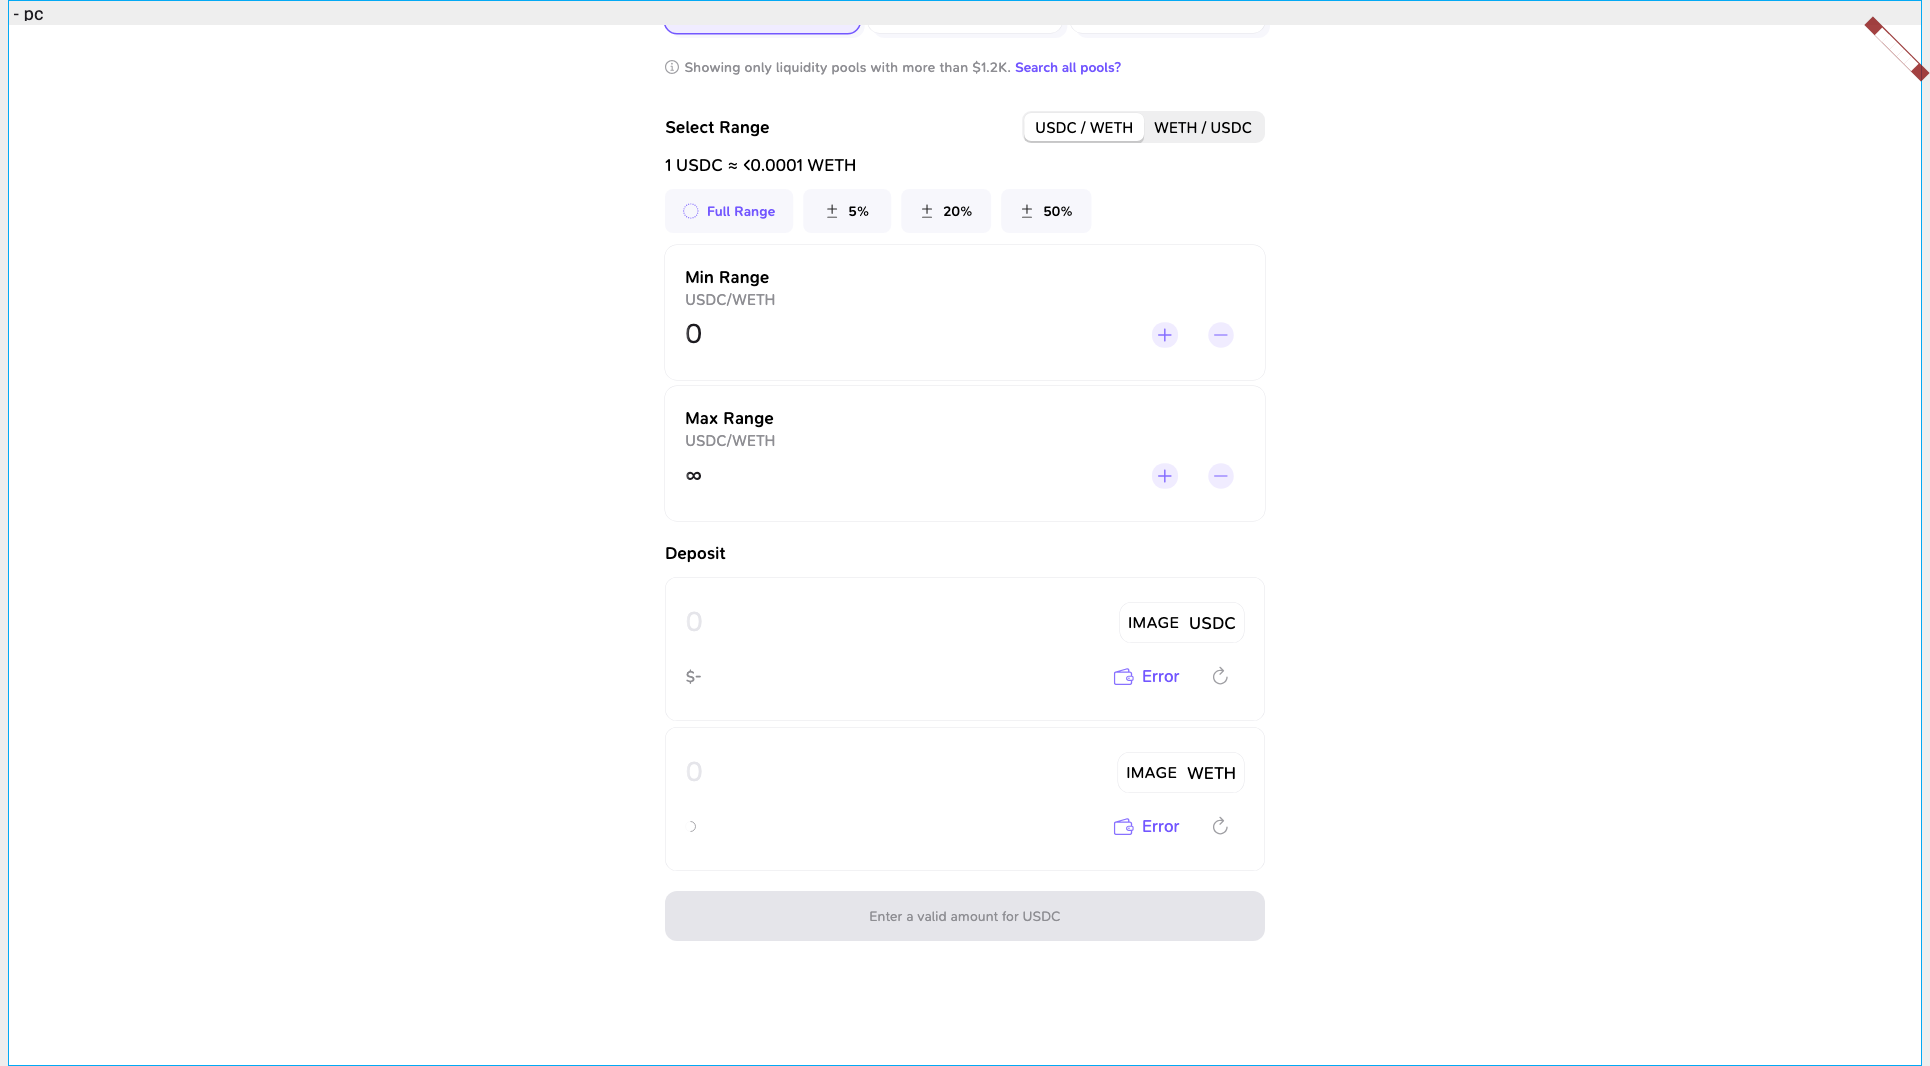 - pc
Showing only liquidity pools with more than $1.2K. Search all pools?
Select Range
USDC / WETH WETH / USDC
1 USDC ≈ <0.0001 WETH
Full Range ± 5% ± 20% ± 50%
Min Range
USDC/WETH
0
Max Range
USDC/WETH
∞
Deposit
0 IMAGE USDC
$- Error
0 IMAGE WETH
Error
Enter a valid amount for USDC